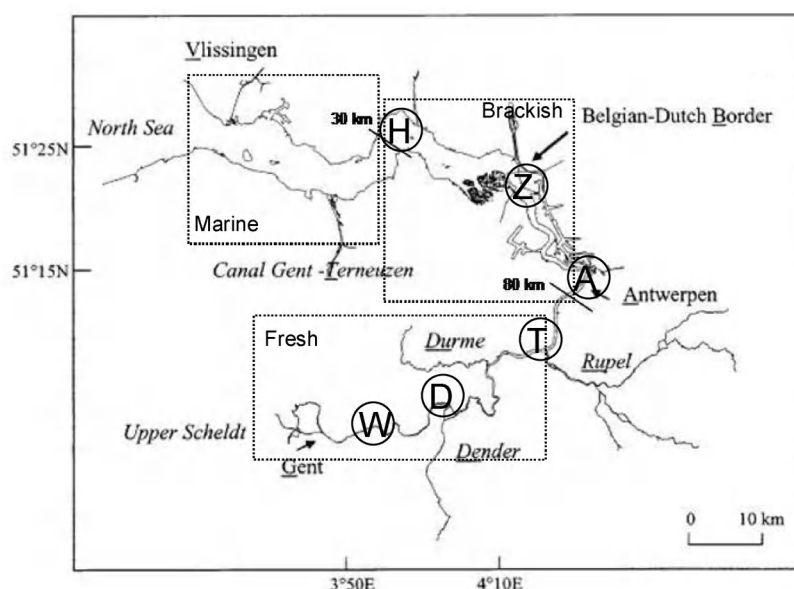 Vlissingen
Brackish
Belgian-Dutch Border
North Sea
30 km
H
51°25N
Z
Marine
Canal Gent -Terneuzen
51°15N
80 km
A
Antwerpen
Fresh
Durme
T
Rupel
D
W
Upper Scheldt
Gent
Dender
0 10 km
3°50E 4°10E